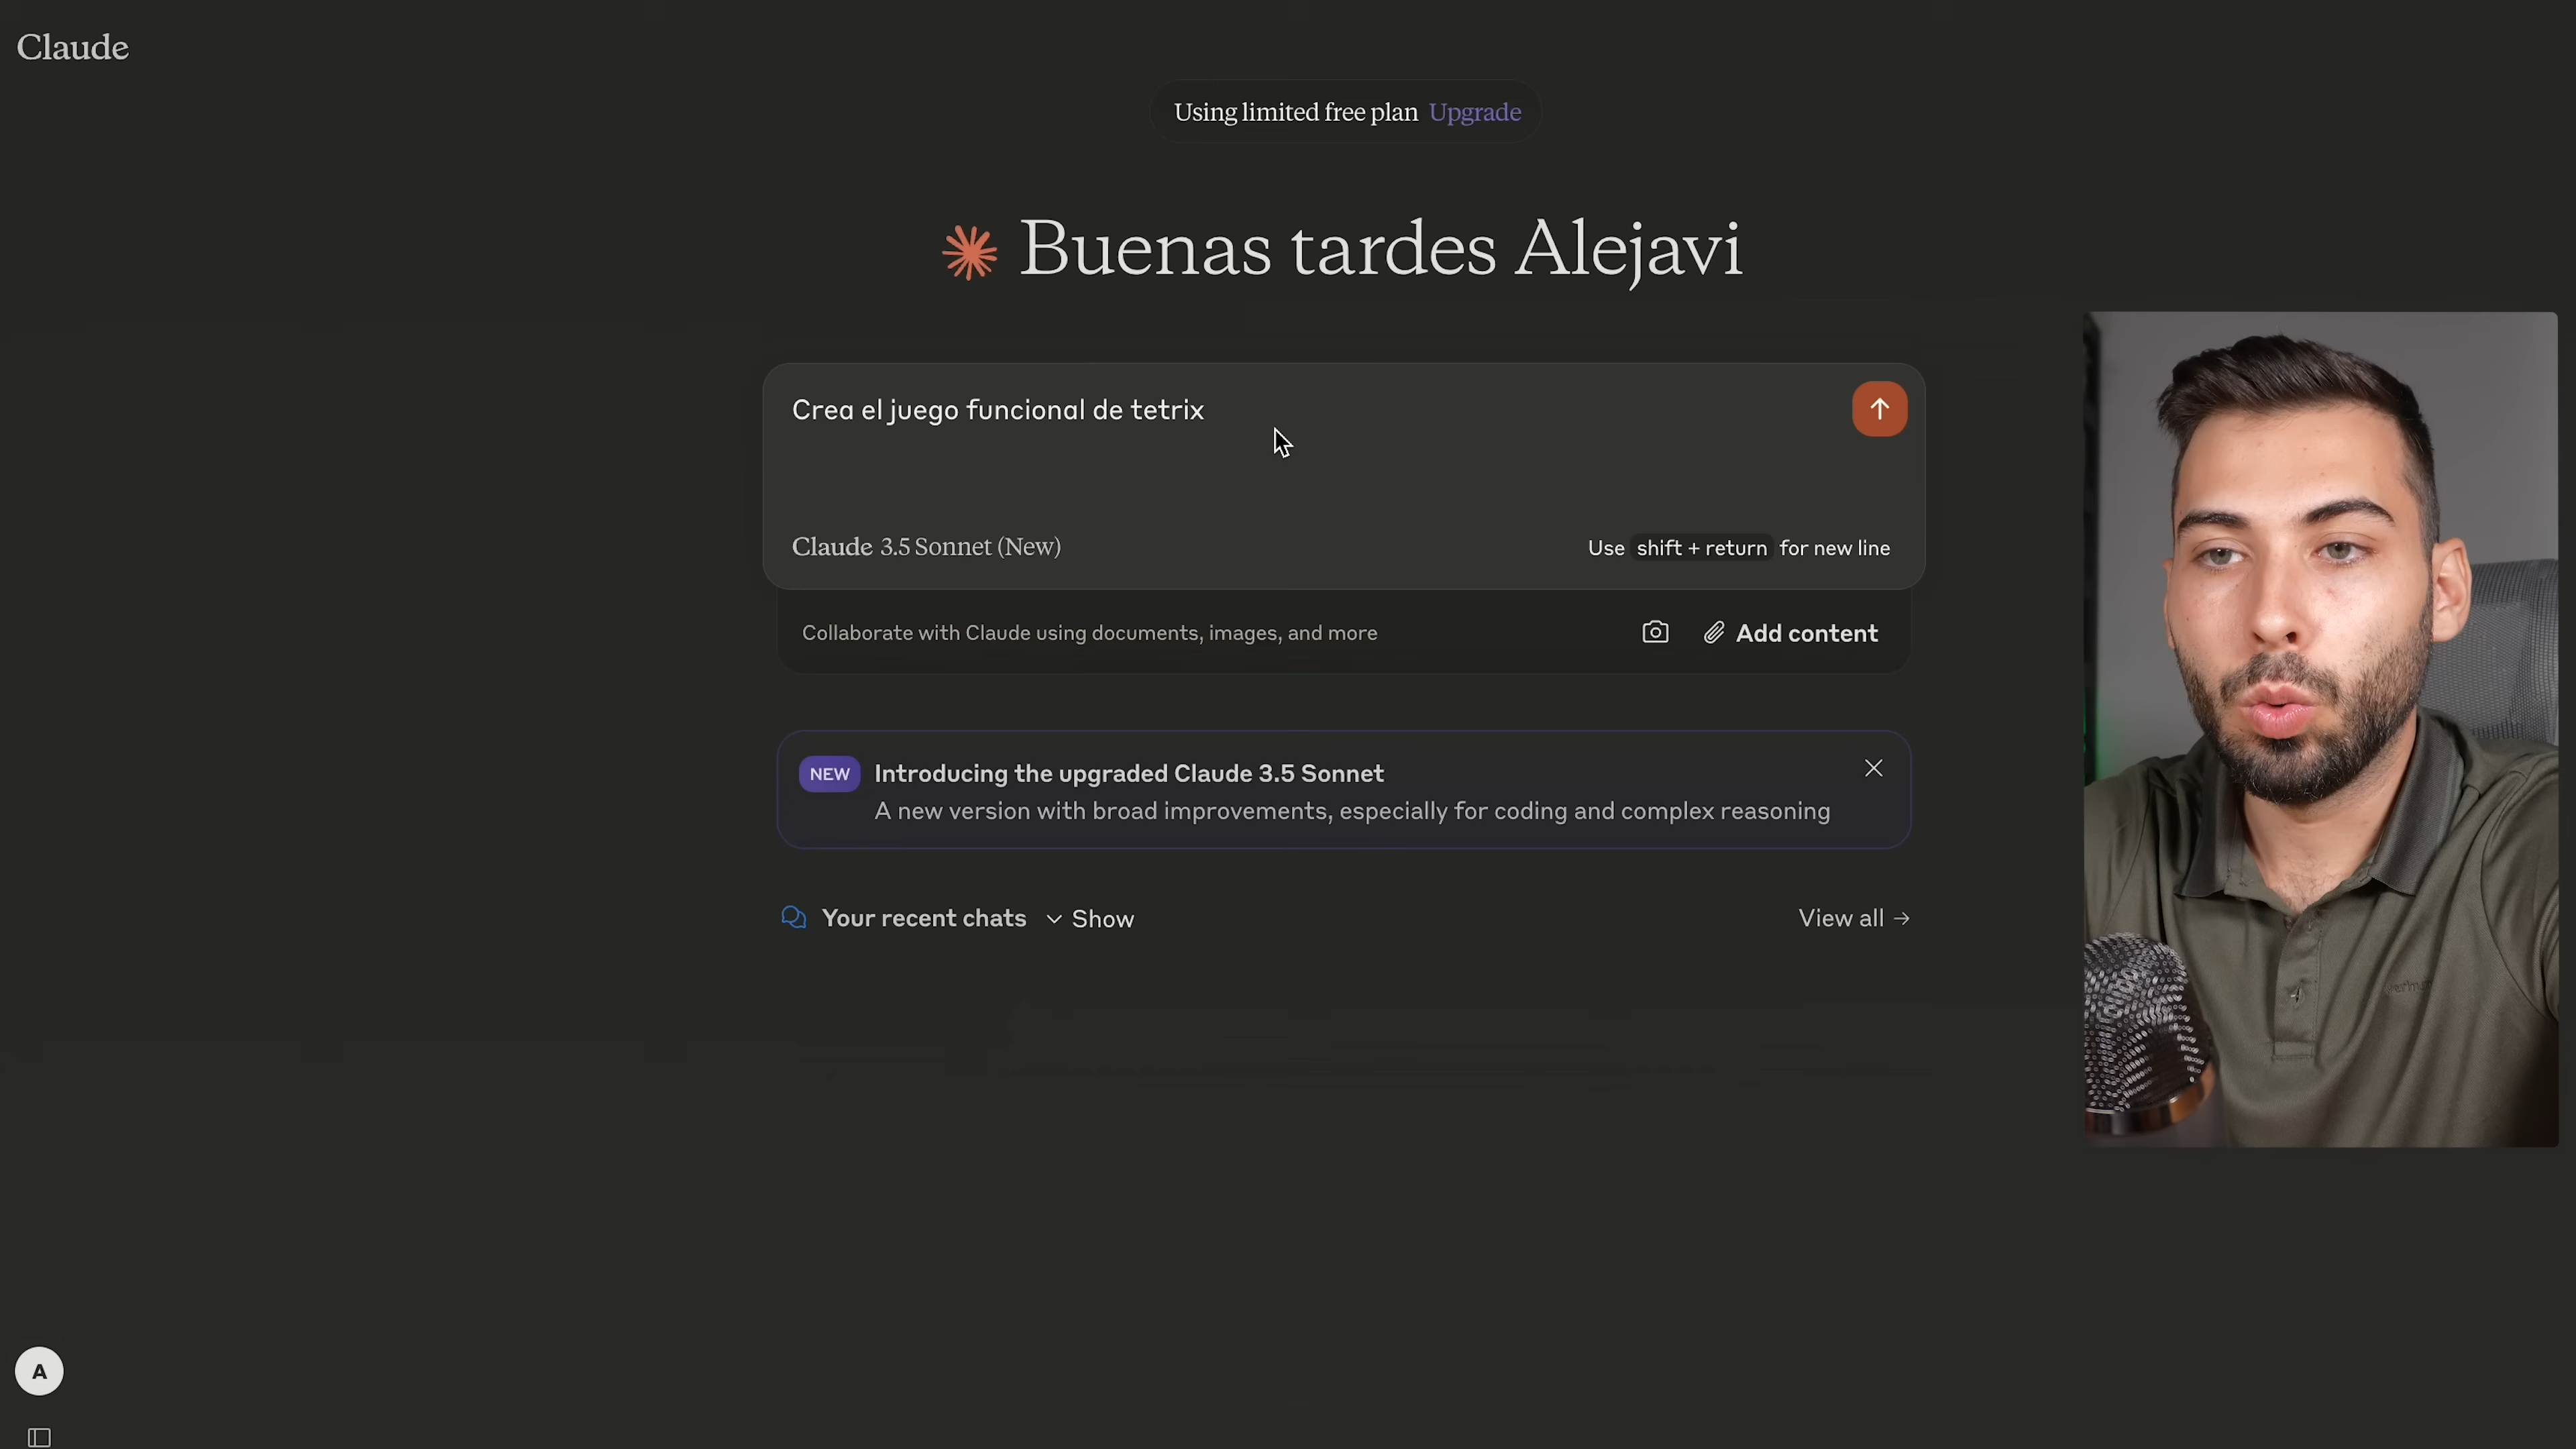 Claude
Using limited free plan Upgrade
Buenas tardes Alejavi
Crea el juego funcional de tetrix
Claude 3.5 Sonnet (New)
Use shift + return for new line
Collaborate with Claude using documents, images, and more
Add content
NEW Introducing the upgraded Claude 3.5 Sonnet
A new version with broad improvements, especially for coding and complex reasoning
Your recent chats Show
View all →
A